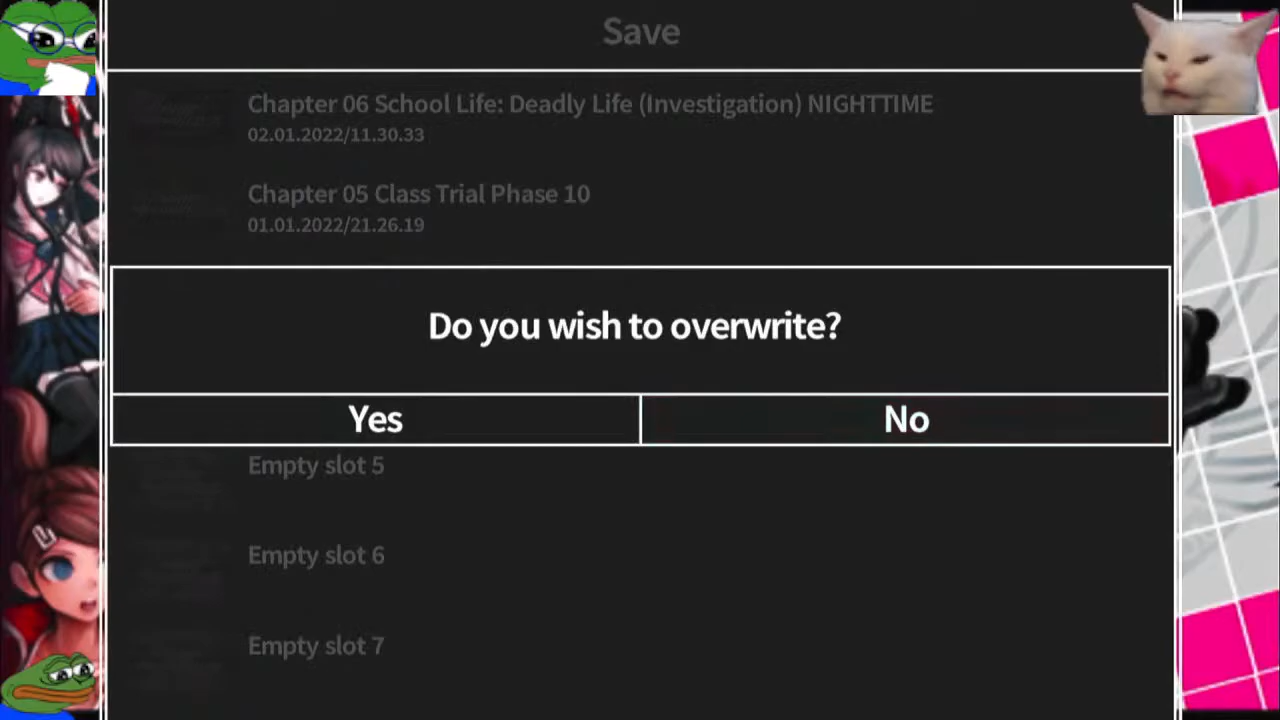 Save
Chapter 06 School Life: Deadly Life (Investigation) NIGHTTIME
02.01.2022/11.30.33
Chapter 05 Class Trial Phase 10
01.01.2022/21.26.19
Do you wish to overwrite?
Yes
No
Empty slot 5
Empty slot 6
Empty slot 7